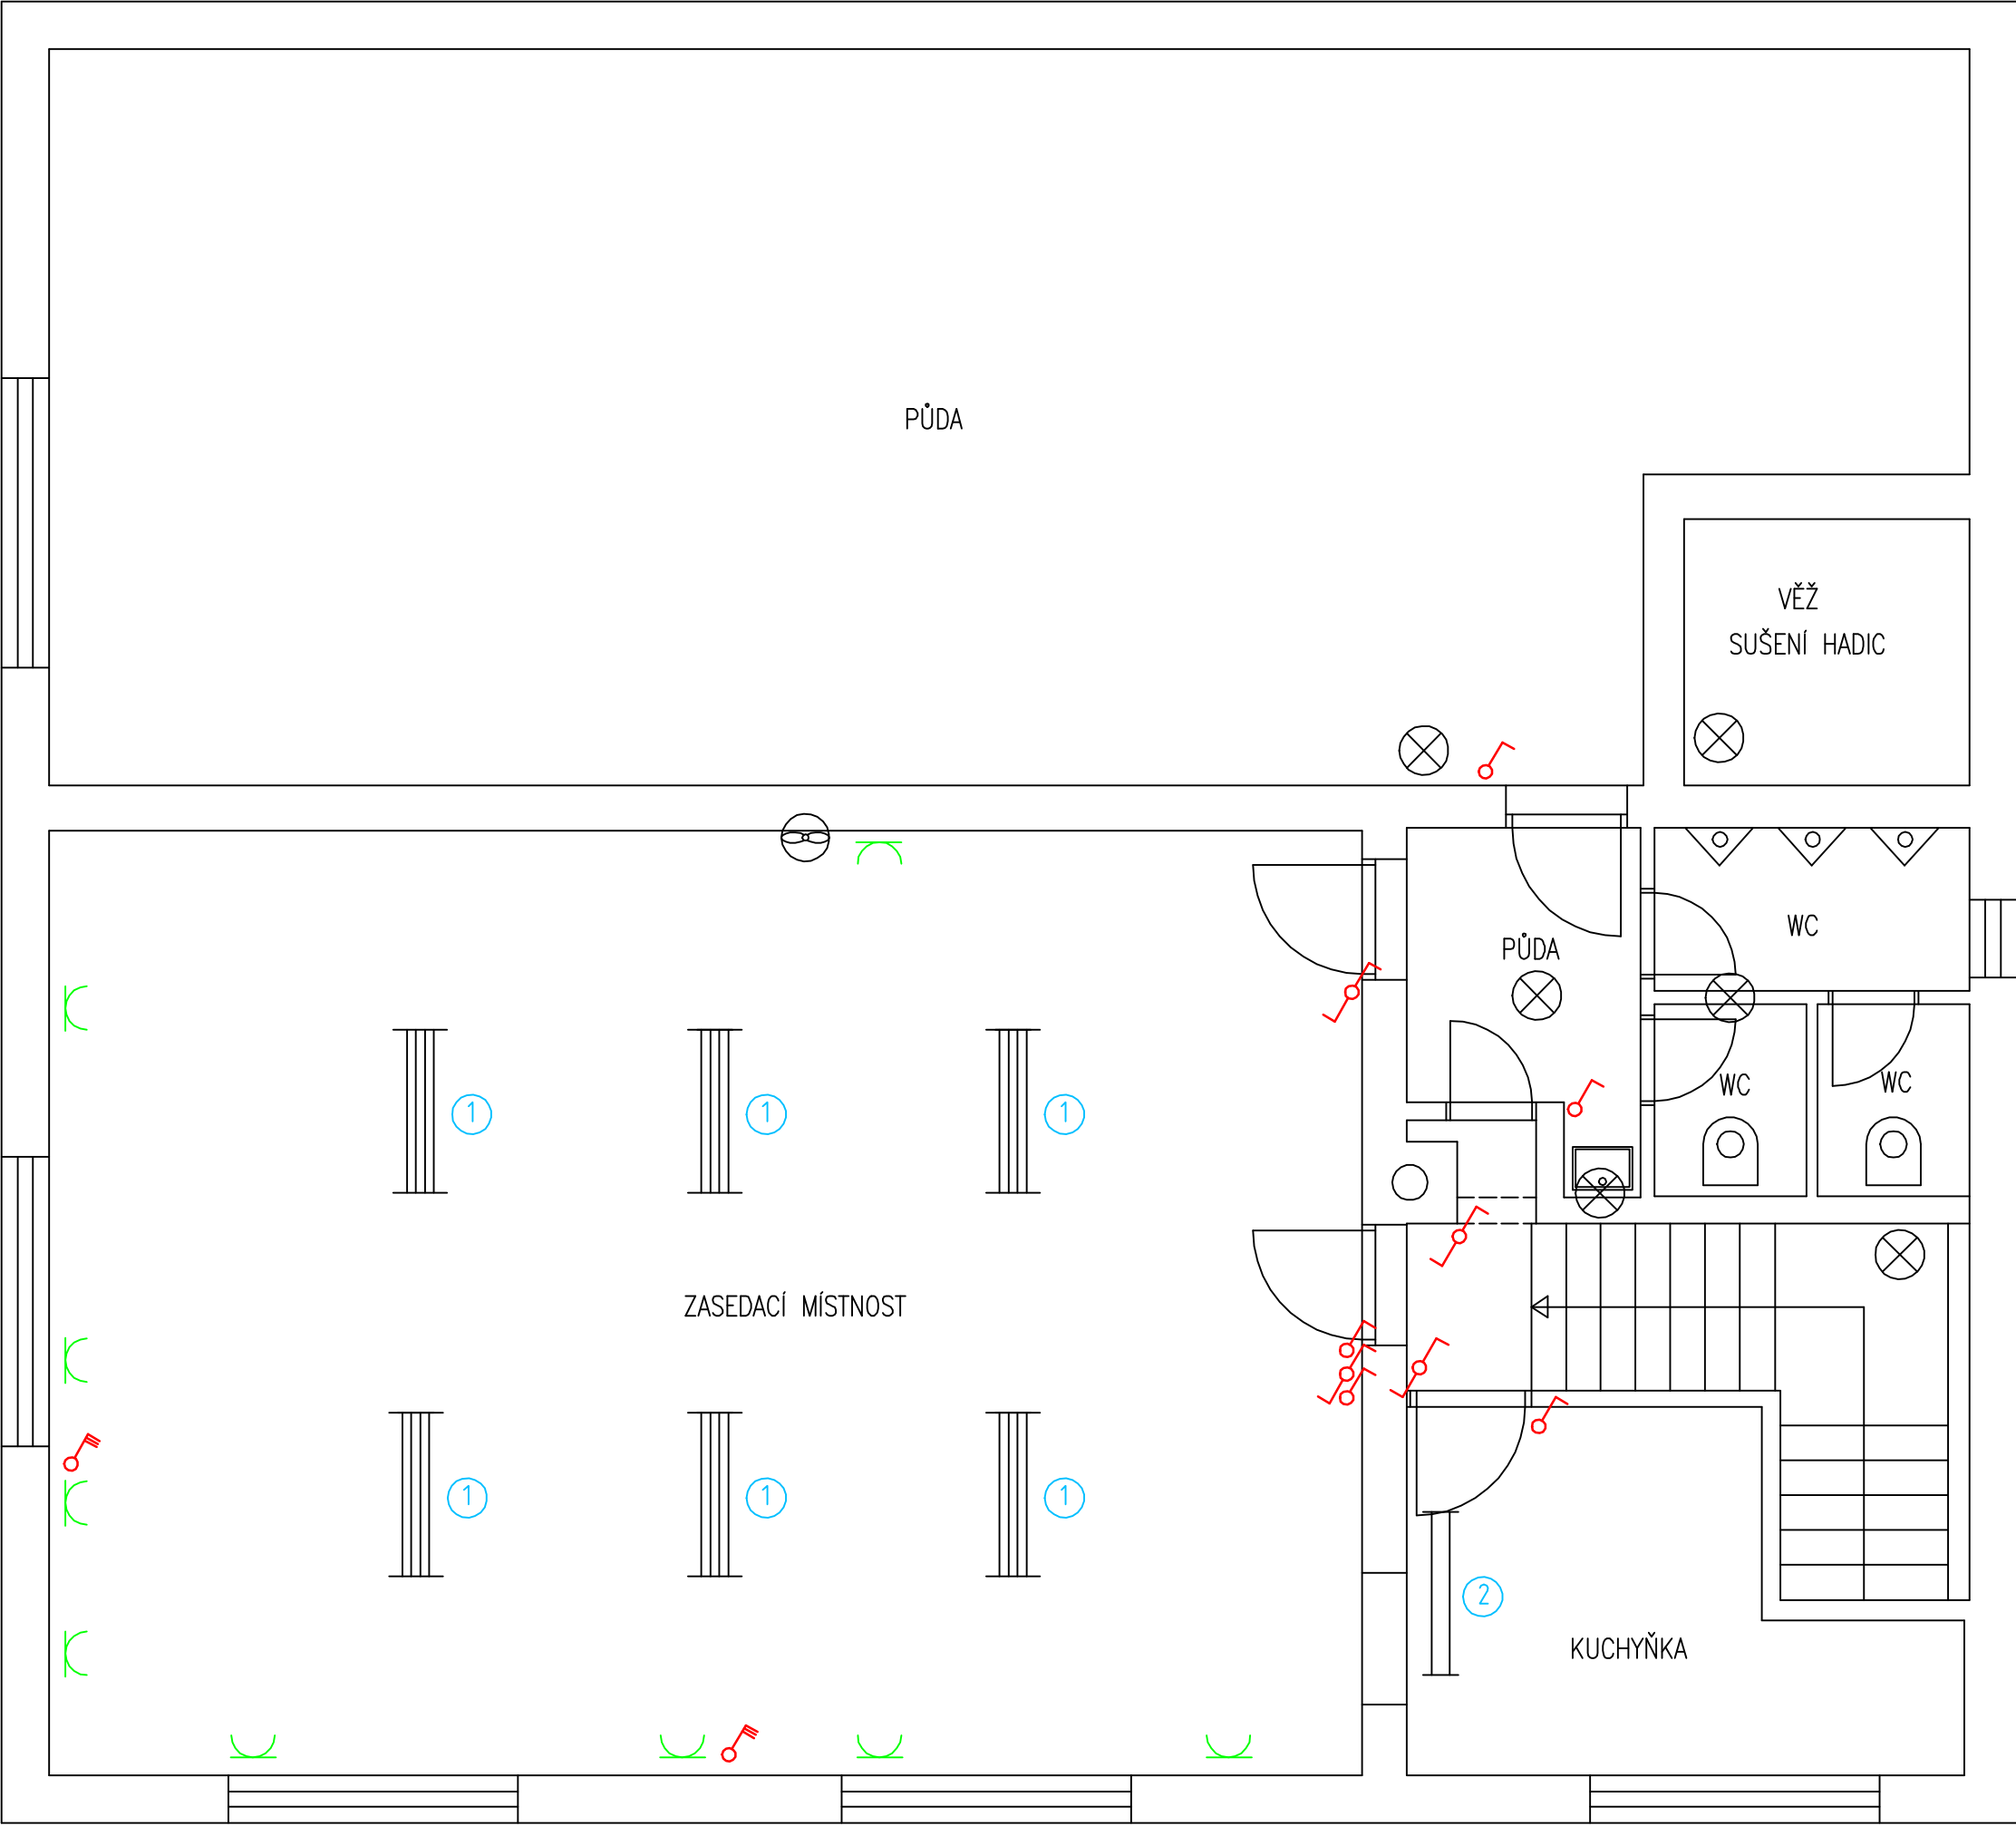 PŮDA
VĚŽ
SUŠENÍ HADIC
WC
PŮDA
WC
WC
1
1
1
ZASEDACÍ MÍSTNOST
1
1
1
2
KUCHYŇKA